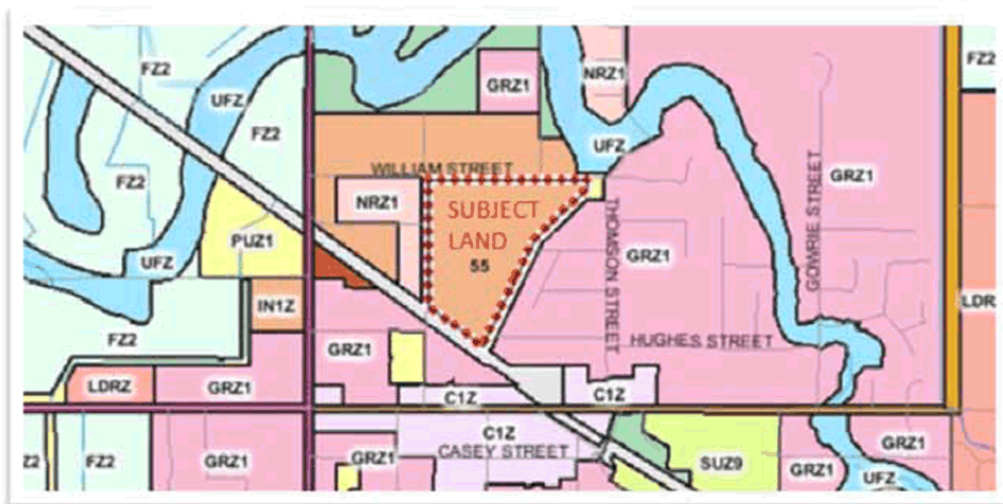 FZ2
UFZ
FZ2
FZ2
UFZ
PUZ1
FZ2
IN1Z
LDRZ
GRZ1
FZ2
GRZ1
Z2
GRZ1
NRZ1
UFZ
WILLIAM STREET
NRZ1
SUBJECT
LAND
55
THOMSON STREET
GRZ1
GOWRIE STREET
GRZ1
HUGHES STREET
GRZ1
C1Z
C1Z
C1Z
CASEY STREET
GRZ1
SUZ9
GRZ1
GRZ1
UFZ
FZ2
LDR